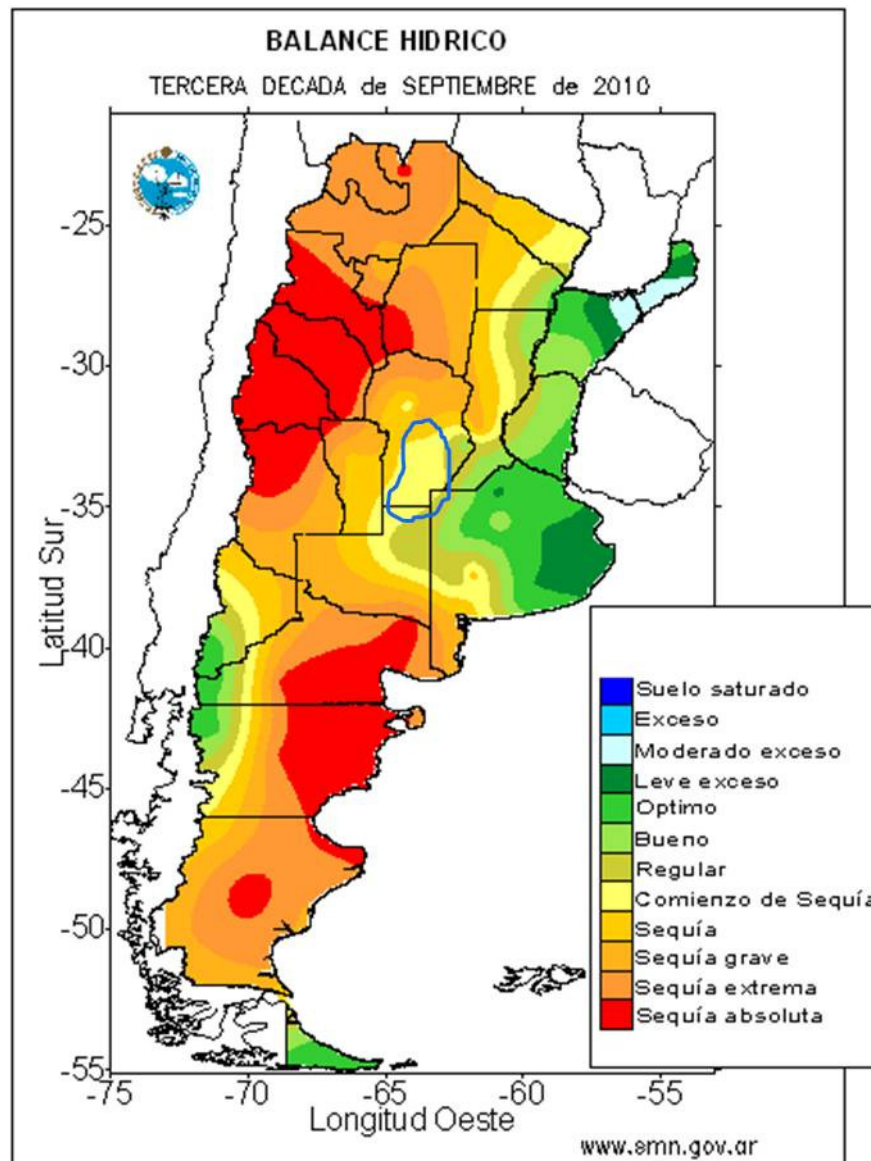 BALANCE HIDRICO
TERCERA DECADA de SEPTIEMBRE de 2010
-25
-30
-35
-40
-45
-50
-55
Latitud Sur
-75
-70
-65
-60
-55
Longitud Oeste
Suelo saturado
Exceso
Moderado exceso
Leve exceso
Optimo
Bueno
Regular
Comienzo de Sequía
Sequía
Sequía grave
Sequía extrema
Sequía absoluta
www.smn.gov.ar